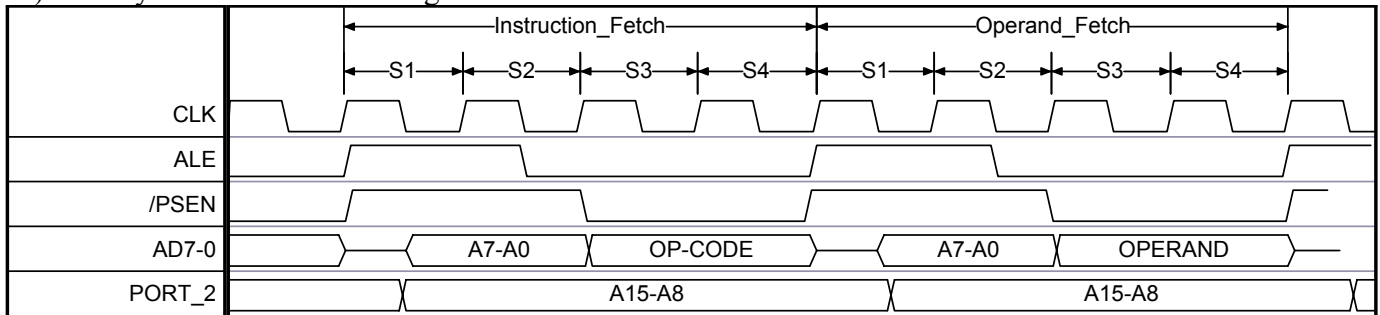 Instruction_Fetch Operand_Fetch
S1 S2 S3 S4 S1 S2 S3 S4
CLK
ALE
/PSEN
AD7-0 A7-A0 OP-CODE A7-A0 OPERAND
PORT_2 A15-A8 A15-A8